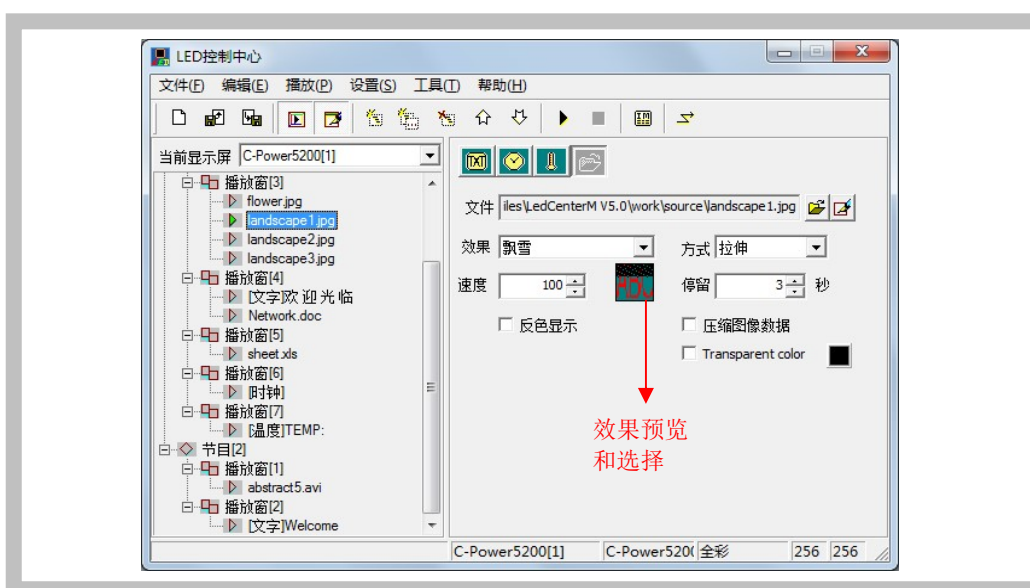 LED控制中心
文件(F) 编辑(E) 播放(P) 设置(S) 工具(T) 帮助(H)
当前显示屏 C-Power5200[1]
播放窗[3]
flower.jpg
landscape1.jpg
landscape2.jpg
landscape3.jpg
播放窗[4]
[文字]欢迎光临
Network.doc
播放窗[5]
sheet.xls
播放窗[6]
[时钟]
播放窗[7]
[温度]TEMP:
节目[2]
播放窗[1]
abstract5.avi
播放窗[2]
[文字]Welcome
TXT
文件 iles\LedCenterM V5.0\work\source\landscape1.jpg
效果 飘雪 方式 拉伸
速度 100 ADV 停留 3 秒
反色显示 压缩图像数据
Transparent color
效果预览
和选择
C-Power5200[1] C-Power520( 全彩 256 256